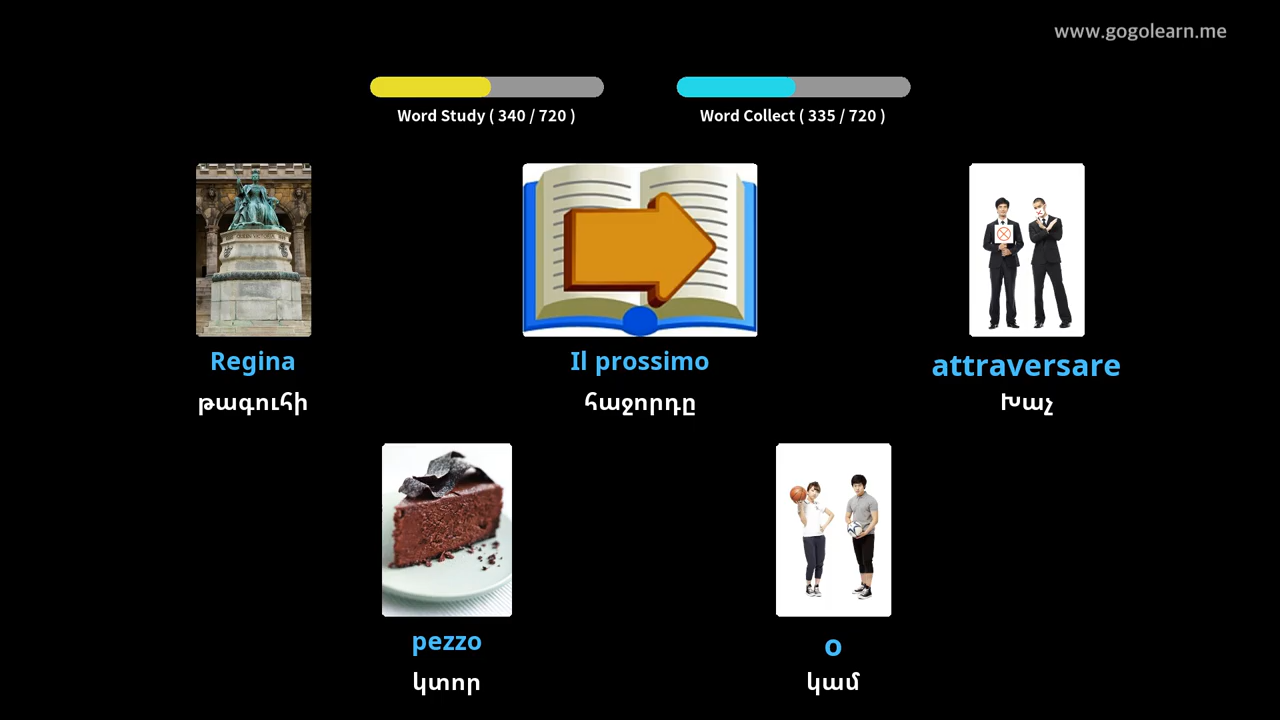 www.gogolearn.me
Word Study ( 340 / 720 )
Word Collect ( 335 / 720 )
Regina
Il prossimo
attraversare
թագուհի
հաջորդը
Խաչ
pezzo
o
կտոր
կամ